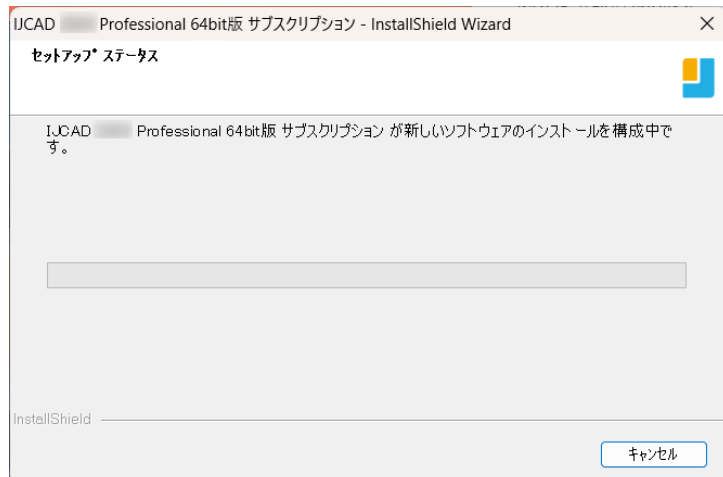 IJCAD Professional 64bit版 サブスクリプション - InstallShield Wizard
セットアップ ステータス
IJCAD Professional 64bit版 サブスクリプション が新しいソフトウェアのインストールを構成中で
す。
InstallShield
キャンセル